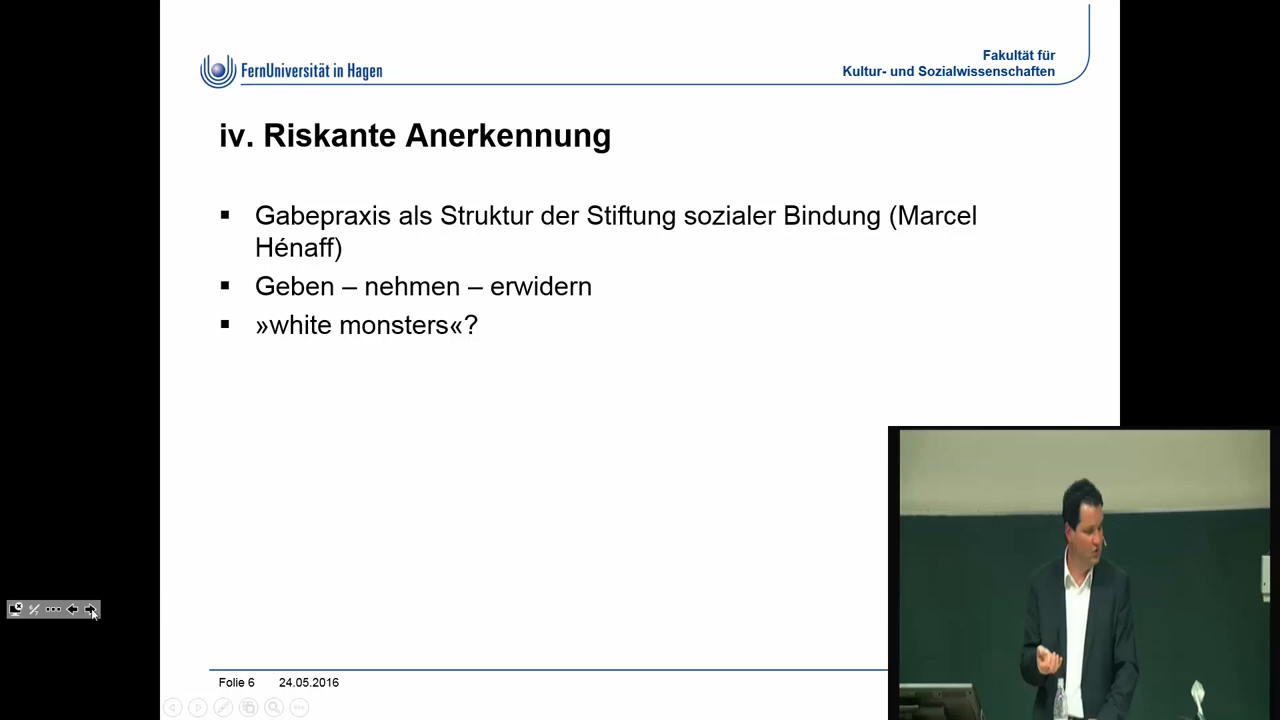 FernUniversität in Hagen
Fakultät für
Kultur- und Sozialwissenschaften
iv. Riskante Anerkennung
Gabepraxis als Struktur der Stiftung sozialer Bindung (Marcel
Hénaff)
Geben – nehmen – erwidern
»white monsters«?
Folie 6 24.05.2016